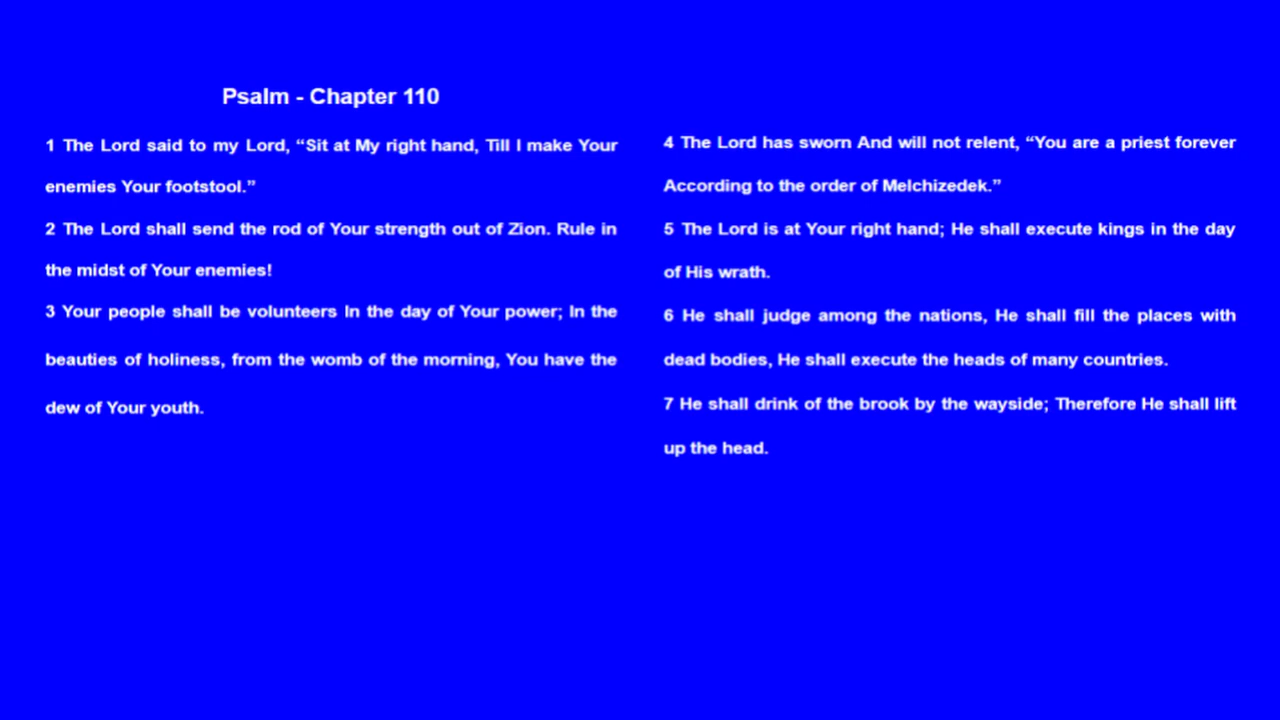 Psalm - Chapter 110
1 The Lord said to my Lord, “Sit at My right hand, Till I make Your
enemies Your footstool.”
2 The Lord shall send the rod of Your strength out of Zion. Rule in
the midst of Your enemies!
3 Your people shall be volunteers In the day of Your power; In the
beauties of holiness, from the womb of the morning, You have the
dew of Your youth.
4 The Lord has sworn And will not relent, “You are a priest forever
According to the order of Melchizedek.”
5 The Lord is at Your right hand; He shall execute kings in the day
of His wrath.
6 He shall judge among the nations, He shall fill the places with
dead bodies, He shall execute the heads of many countries.
7 He shall drink of the brook by the wayside; Therefore He shall lift
up the head.